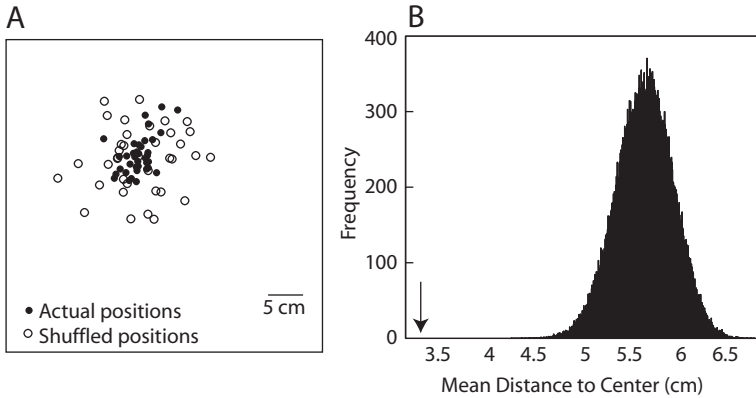 A
Actual positions
Shuffled positions
5 cm
B
400
300
200
100
0
Frequency
3.5 4 4.5 5 5.5 6 6.5
Mean Distance to Center (cm)